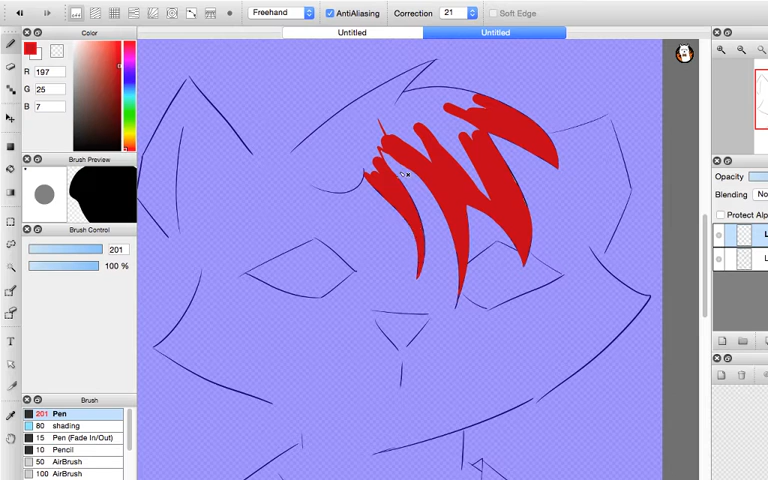 Freehand
AntiAliasing
Correction
21
Soft Edge
Untitled
Untitled
Color
R 197
G 25
B 7
Brush Preview
Brush Control
201
100 %
Brush
201 Pen
80 shading
15 Pen (Fade In/Out)
10 Pencil
50 AirBrush
100 AirBrush
T
Opacity
Blending
Protect